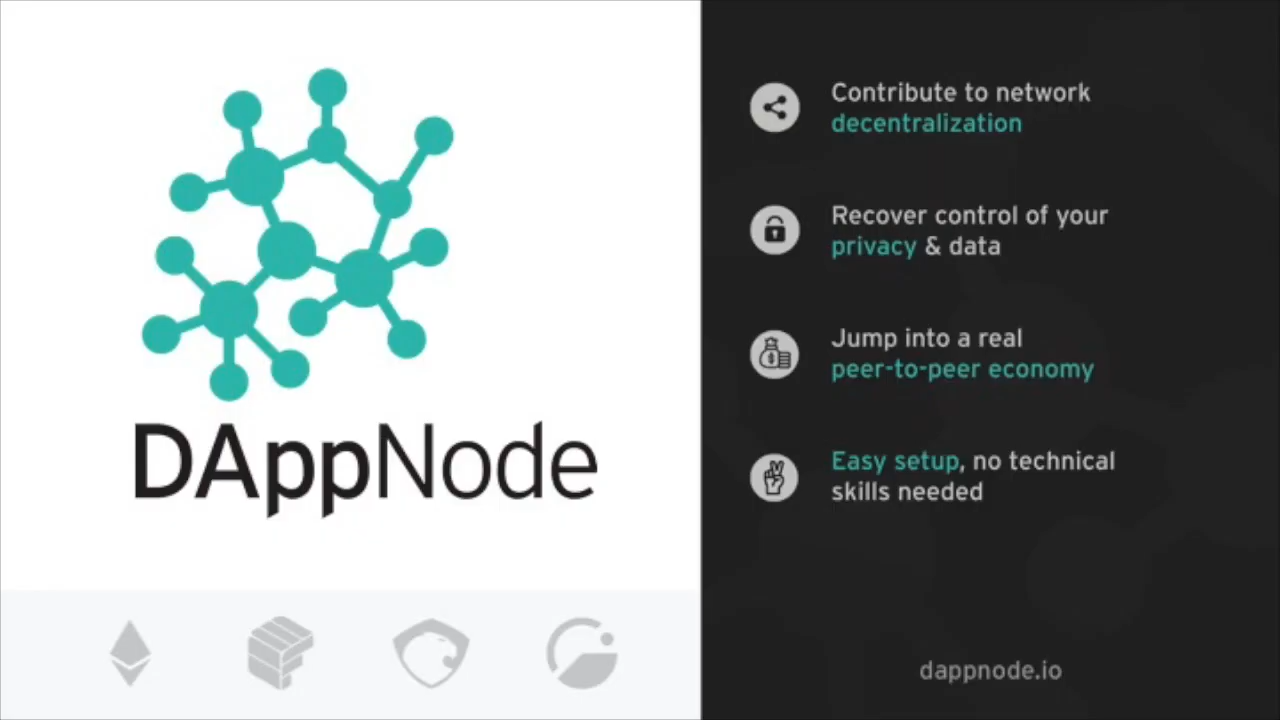 DAppNode
Contribute to network
decentralization
Recover control of your
privacy & data
Jump into a real
peer-to-peer economy
Easy setup, no technical
skills needed
dappnode.io